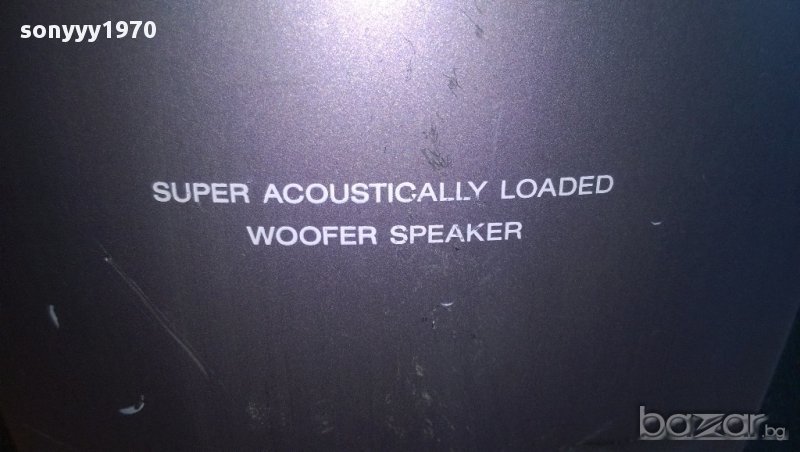 sonyyy1970
SUPER ACOUSTICALLY LOADED
WOOFER SPEAKER
bazar.bg